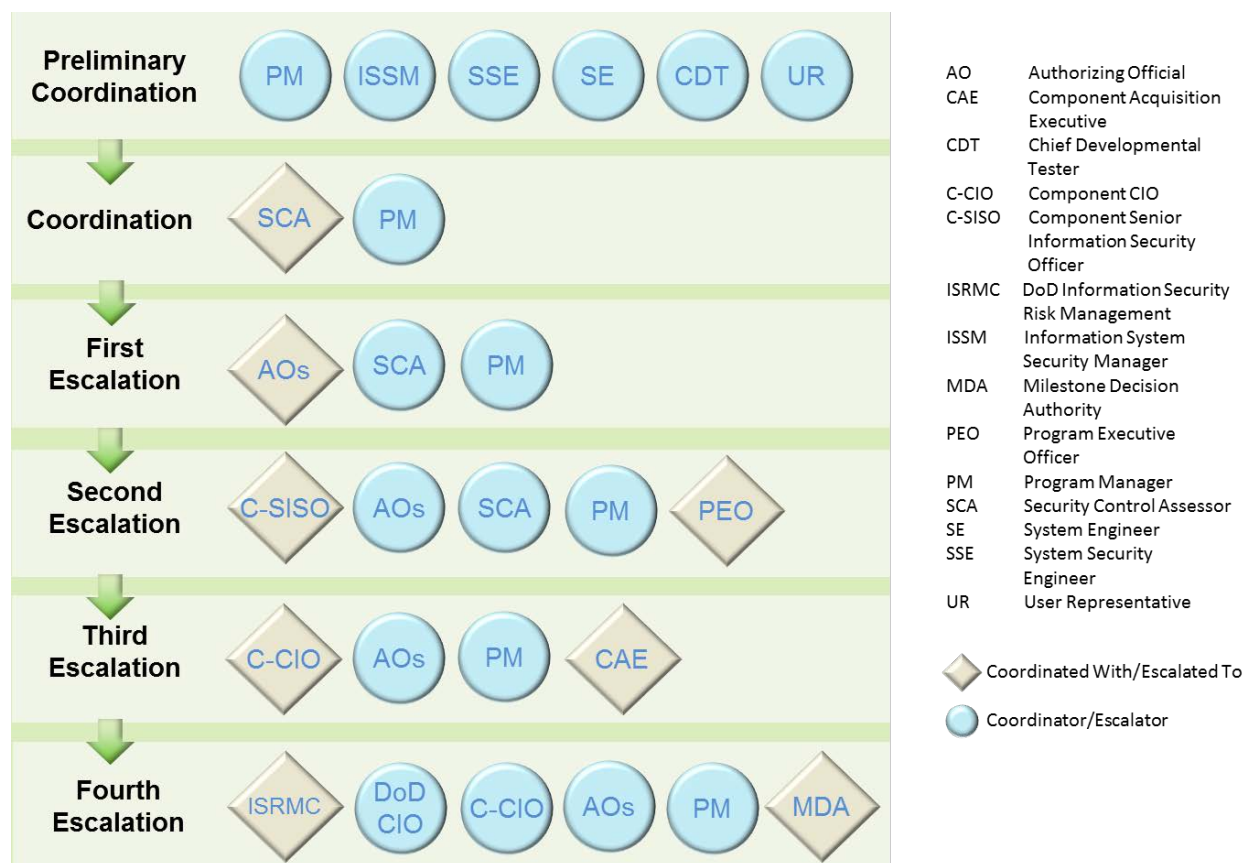 Preliminary
Coordination
PM ISSM SSE SE CDT UR
Coordination
SCA PM
First
Escalation
AOs SCA PM
Second
Escalation
C-SISO AOs SCA PM PEO
Third
Escalation
C-CIO AOs PM CAE
Fourth
Escalation
ISRMC DoD CIO C-CIO AOs PM MDA
AO Authorizing Official
CAE Component Acquisition
Executive
CDT Chief Developmental
Tester
C-CIO Component CIO
C-SISO Component Senior
Information Security
Officer
ISRMC DoD Information Security
Risk Management
ISSM Information System
Security Manager
MDA Milestone Decision
Authority
PEO Program Executive
Officer
PM Program Manager
SCA Security Control Assessor
SE System Engineer
SSE System Security
Engineer
UR User Representative
Coordinated With/Escalated To
Coordinator/Escalator